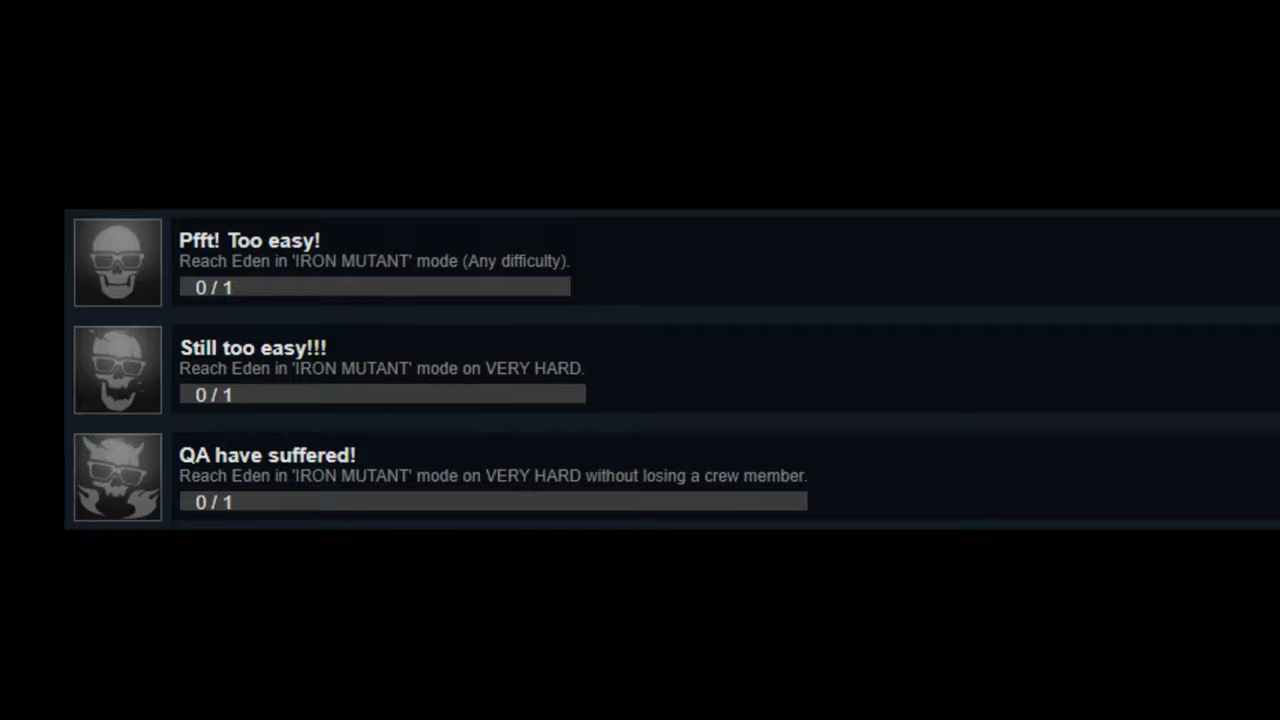 Pfft! Too easy!
Reach Eden in 'IRON MUTANT' mode (Any difficulty).
0 / 1
Still too easy!!!
Reach Eden in 'IRON MUTANT' mode on VERY HARD.
0 / 1
QA have suffered!
Reach Eden in 'IRON MUTANT' mode on VERY HARD without losing a crew member.
0 / 1